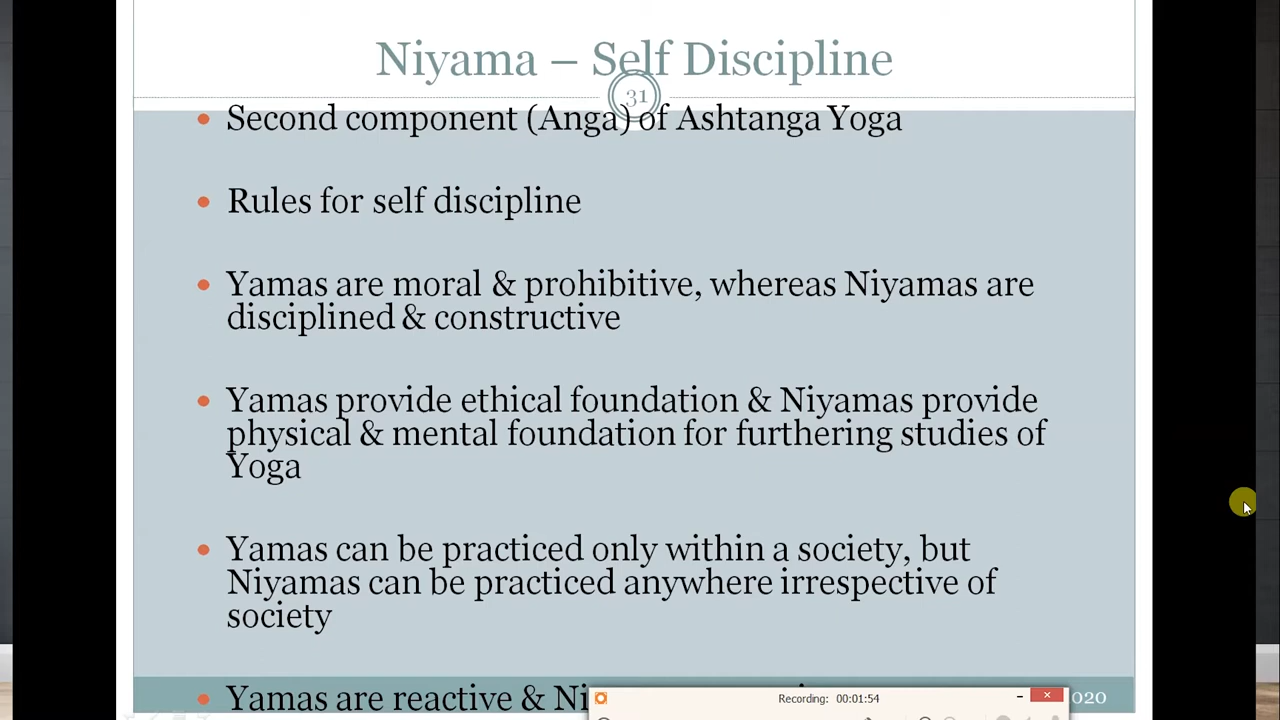 Niyama – Self Discipline
31
Second component (Anga) of Ashtanga Yoga
Rules for self discipline
Yamas are moral & prohibitive, whereas Niyamas are
disciplined & constructive
Yamas provide ethical foundation & Niyamas provide
physical & mental foundation for furthering studies of
Yoga
Yamas can be practiced only within a society, but
Niyamas can be practiced anywhere irrespective of
society
Yamas are reactive &
Recording: 00:01:54
020